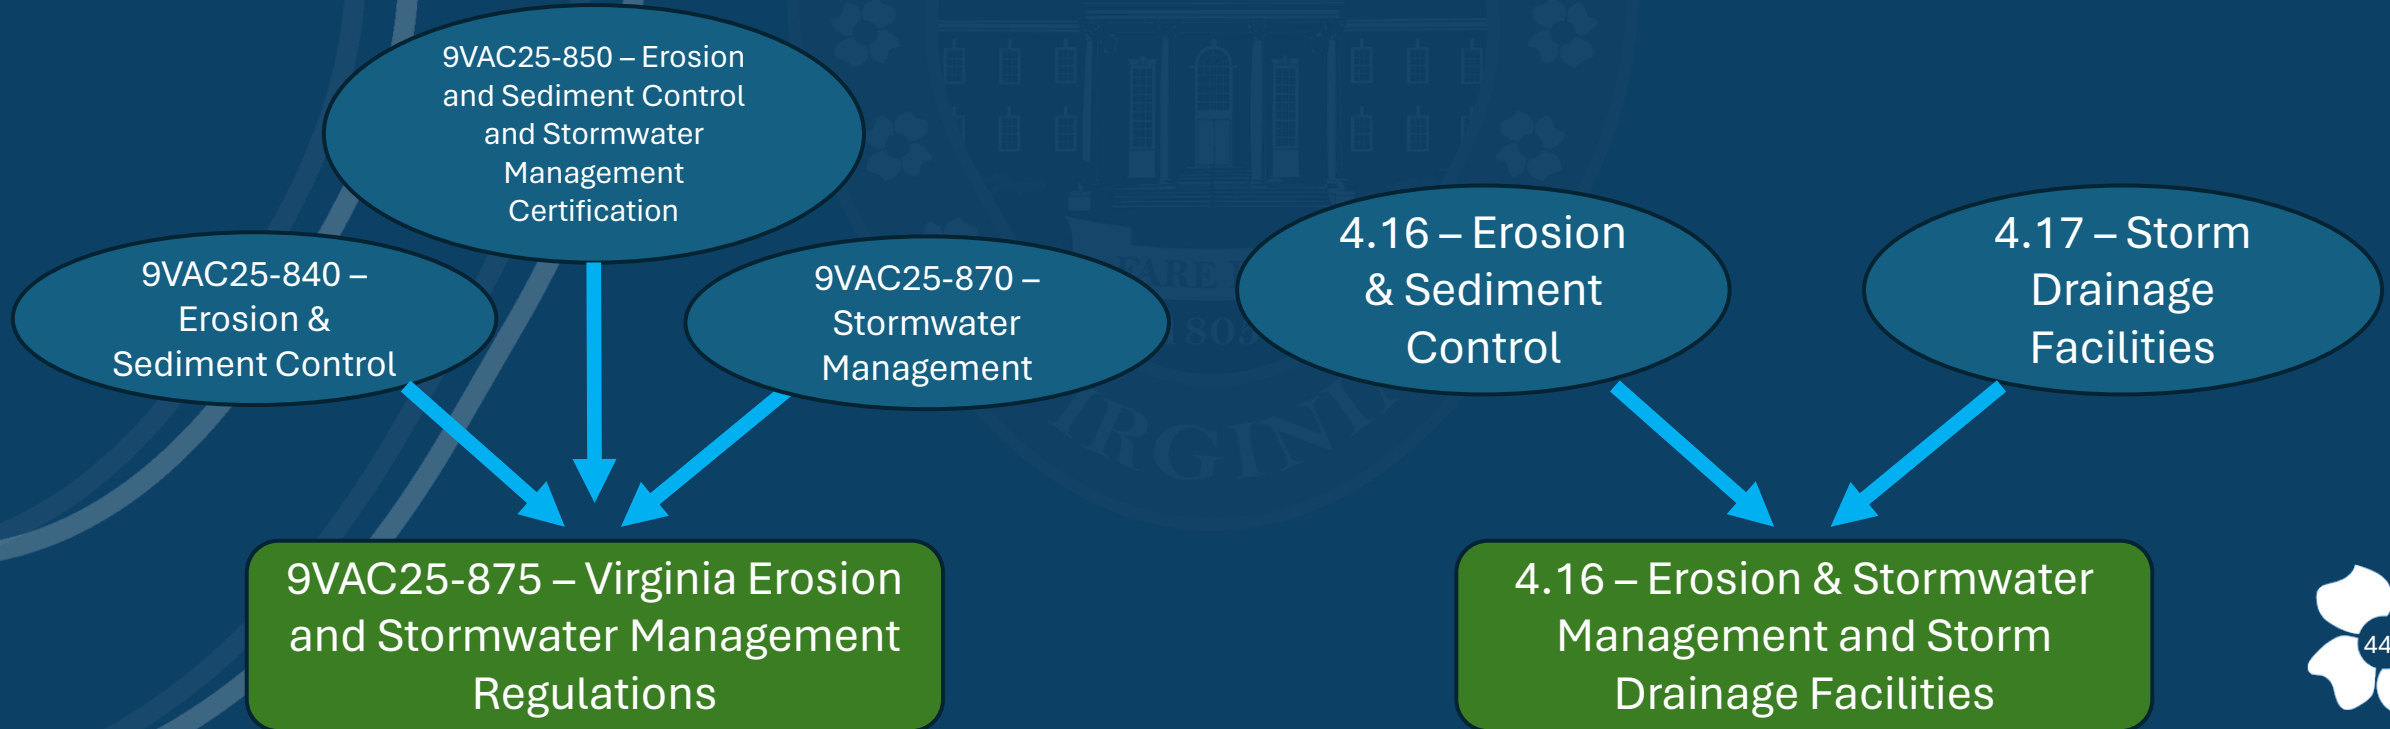 9VAC25-850 – Erosion
and Sediment Control
and Stormwater
Management
Certification
9VAC25-840 –
Erosion &
Sediment Control
9VAC25-870 –
Stormwater
Management
4.16 – Erosion
& Sediment
Control
4.17 – Storm
Drainage
Facilities
9VAC25-875 – Virginia Erosion
and Stormwater Management
Regulations
4.16 – Erosion & Stormwater
Management and Storm
Drainage Facilities
44